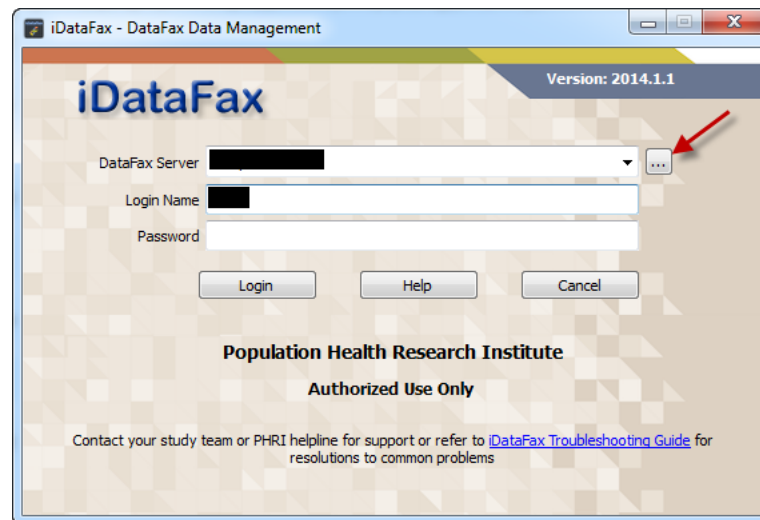 iDataFax - DataFax Data Management
Version: 2014.1.1
iDataFax
DataFax Server
...
Login Name
Password
Login Help Cancel
Population Health Research Institute
Authorized Use Only
Contact your study team or PHRI helpline for support or refer to iDataFax Troubleshooting Guide for
resolutions to common problems